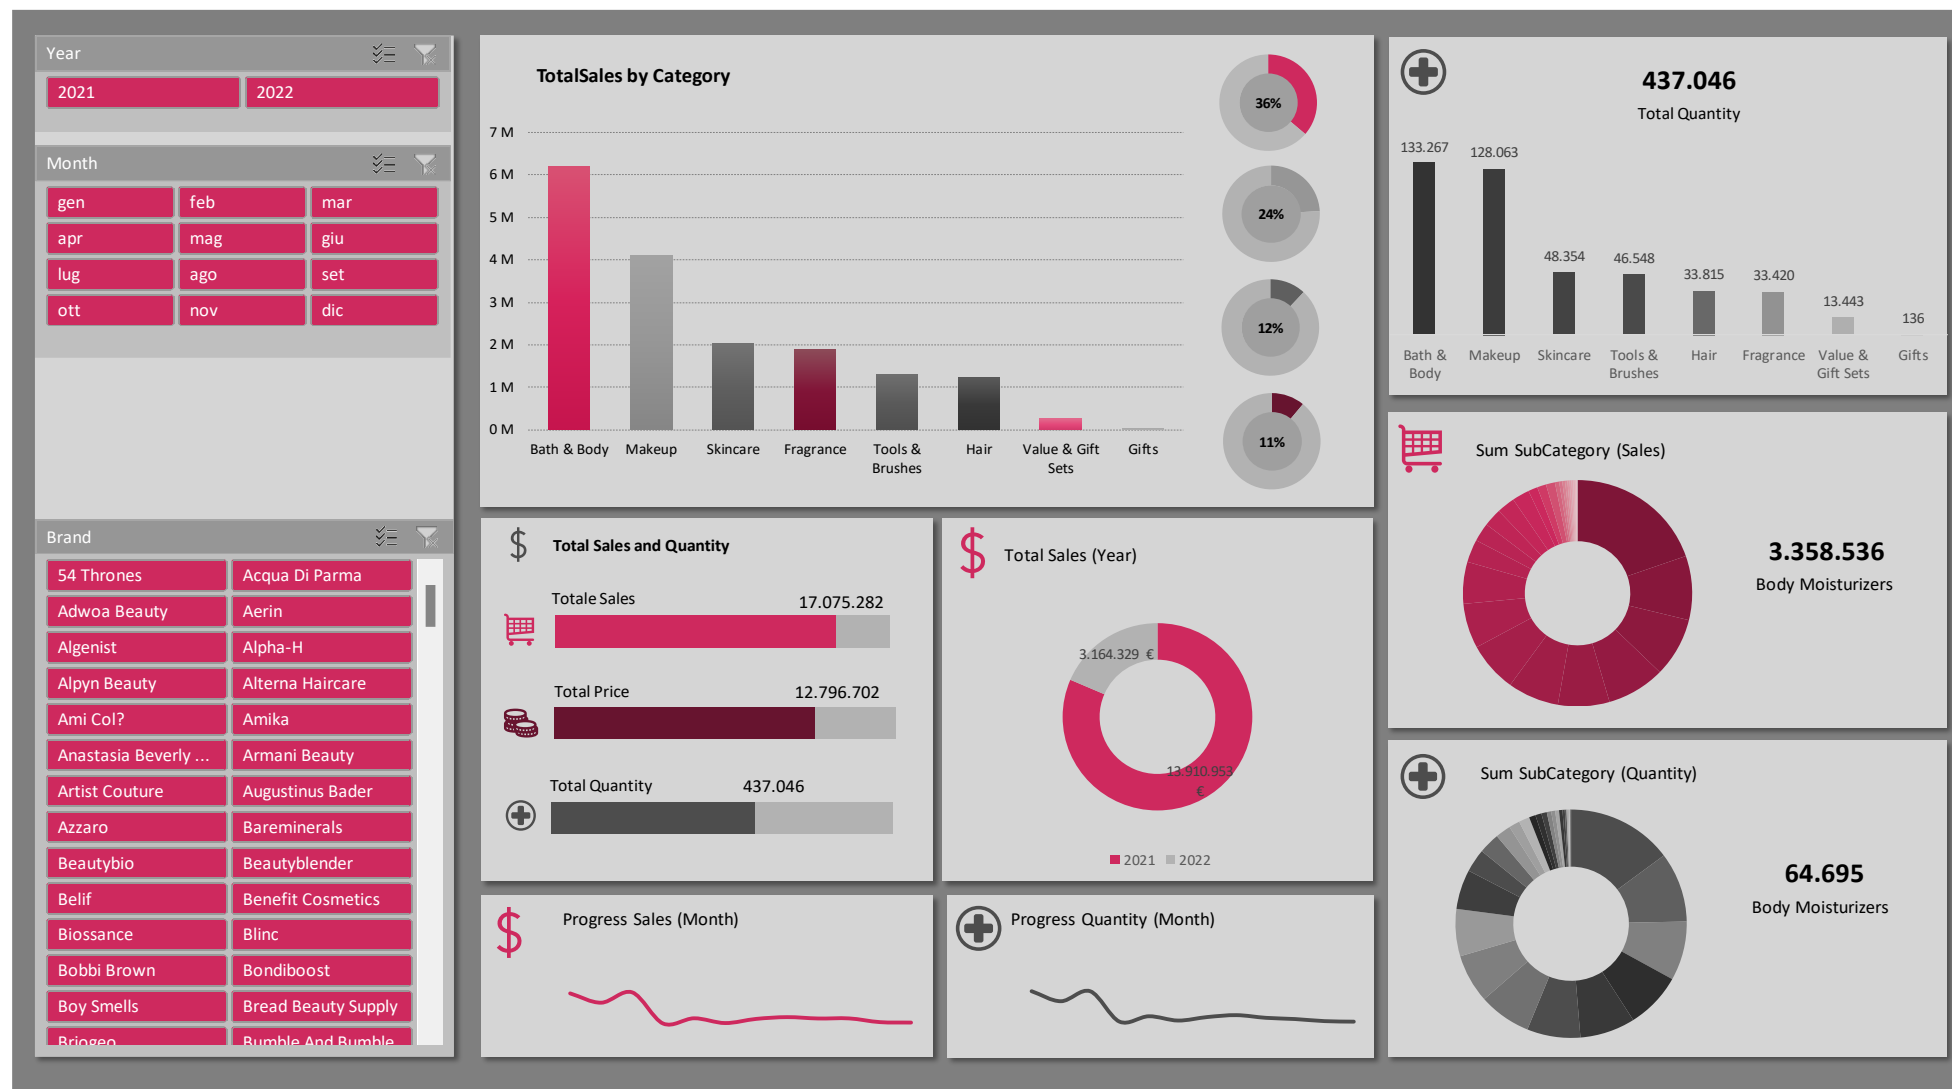 Year
2021
2022
Month
gen
feb
mar
apr
mag
giu
lug
ago
set
ott
nov
dic
Brand
54 Thrones
Acqua Di Parma
Adwoa Beauty
Aerin
Algenist
Alpha-H
Alpyn Beauty
Alterna Haircare
Ami Col?
Amika
Anastasia Beverly ...
Armani Beauty
Artist Couture
Augustinus Bader
Azzaro
Bareminerals
Beautybio
Beautyblender
Belif
Benefit Cosmetics
Biossance
Blinc
Bobbi Brown
Bondiboost
Boy Smells
Bread Beauty Supply
Briogeo
Bumble And Bumble
TotalSales by Category
7 M
6 M
5 M
4 M
3 M
2 M
1 M
0 M
Bath & Body
Makeup
Skincare
Fragrance
Tools &
Brushes
Hair
Value & Gift
Sets
Gifts
36%
24%
12%
11%
Total Sales and Quantity
Totale Sales
17.075.282
Total Price
12.796.702
Total Quantity
437.046
Total Sales (Year)
3.164.329 €
13.910.953
€
2021
2022
Progress Sales (Month)
Progress Quantity (Month)
437.046
Total Quantity
133.267
128.063
48.354
46.548
33.815
33.420
13.443
136
Bath &
Body
Makeup
Skincare
Tools &
Brushes
Hair
Fragrance
Value &
Gift Sets
Gifts
Sum SubCategory (Sales)
3.358.536
Body Moisturizers
Sum SubCategory (Quantity)
64.695
Body Moisturizers